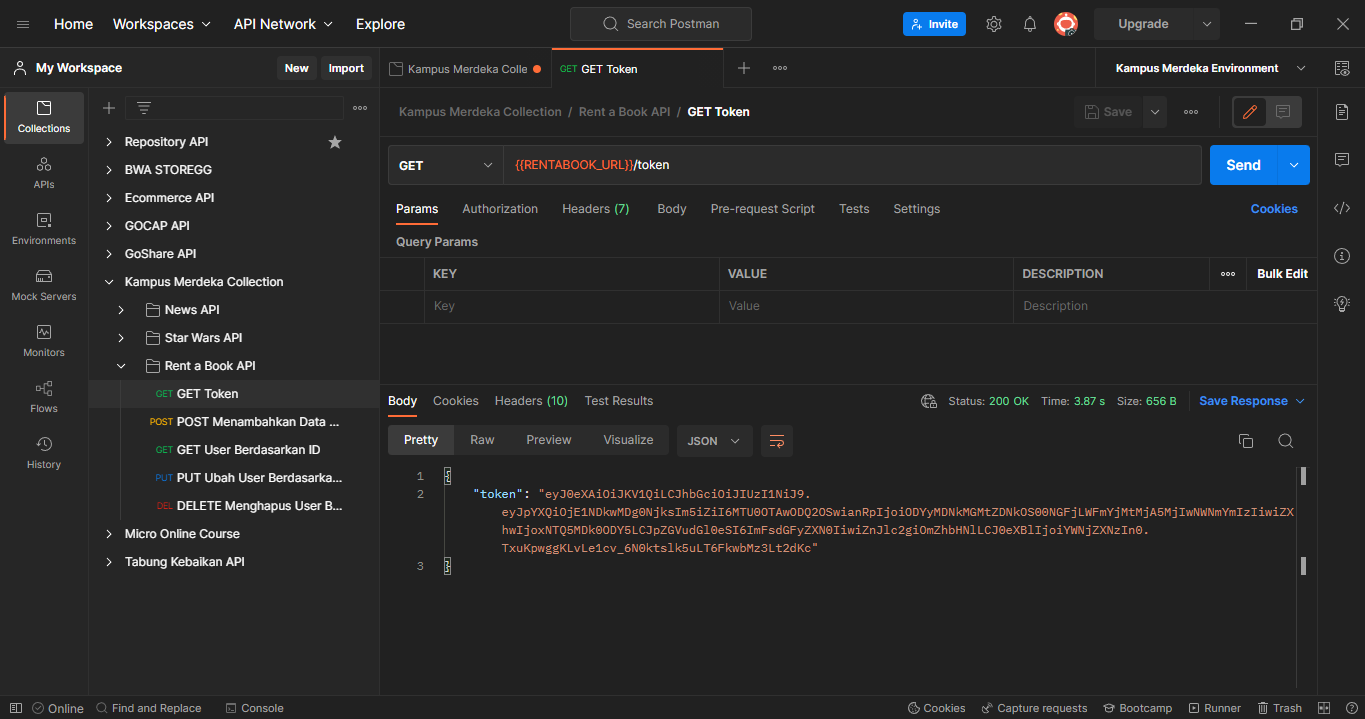 Home Workspaces API Network Explore Search Postman Invite Upgrade
My Workspace New Import Kampus Merdeka Colle GET GET Token Kampus Merdeka Environment
Collections
APIs
Environments
Mock Servers
Monitors
Flows
History
Repository API
BWA STOREGG
Ecommerce API
GOCAP API
GoShare API
Kampus Merdeka Collection
News API
Star Wars API
Rent a Book API
GET GET Token
POST POST Menambahkan Data ...
GET GET User Berdasarkan ID
PUT PUT Ubah User Berdasarka...
DEL DELETE Menghapus User B...
Micro Online Course
Tabung Kebaikan API
Kampus Merdeka Collection / Rent a Book API / GET Token Save
GET {{RENTABOOK_URL}}/token Send
Params Authorization Headers (7) Body Pre-request Script Tests Settings Cookies
Query Params
KEY VALUE DESCRIPTION Bulk Edit
Key Value Description
Body Cookies Headers (10) Test Results Status: 200 OK Time: 3.87 s Size: 656 B Save Response
Pretty Raw Preview Visualize JSON
1 {
2 "token": "eyJ0eXAiOiJKV1QiLCJhbGciOiJIUzI1NiJ9.
3 }
Online Find and Replace Console Cookies Capture requests Bootcamp Runner Trash